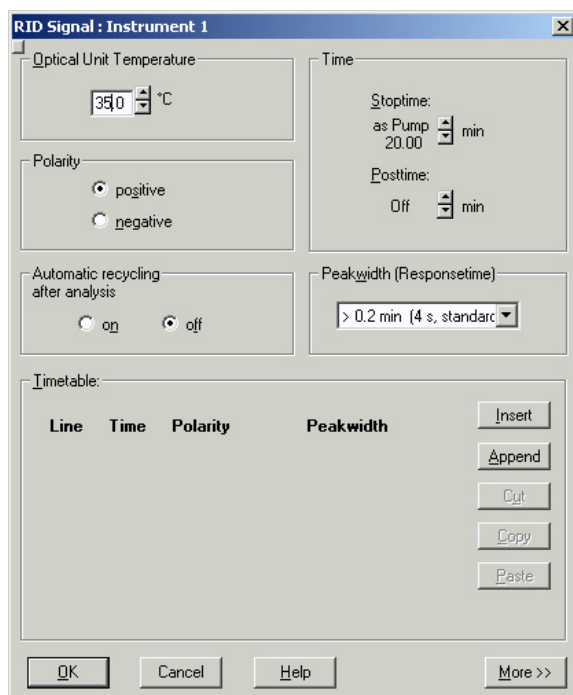 RID Signal : Instrument 1
Optical Unit Temperature
35.0 °C
Time
Stoptime:
as Pump
20.00 min
Posttime:
Off min
Polarity
positive
negative
Automatic recycling
after analysis
on off
Peakwidth (Responsetime)
> 0.2 min (4 s, standard
Timetable:
Line Time Polarity Peakwidth
Insert
Append
Cut
Copy
Paste
OK Cancel Help More >>